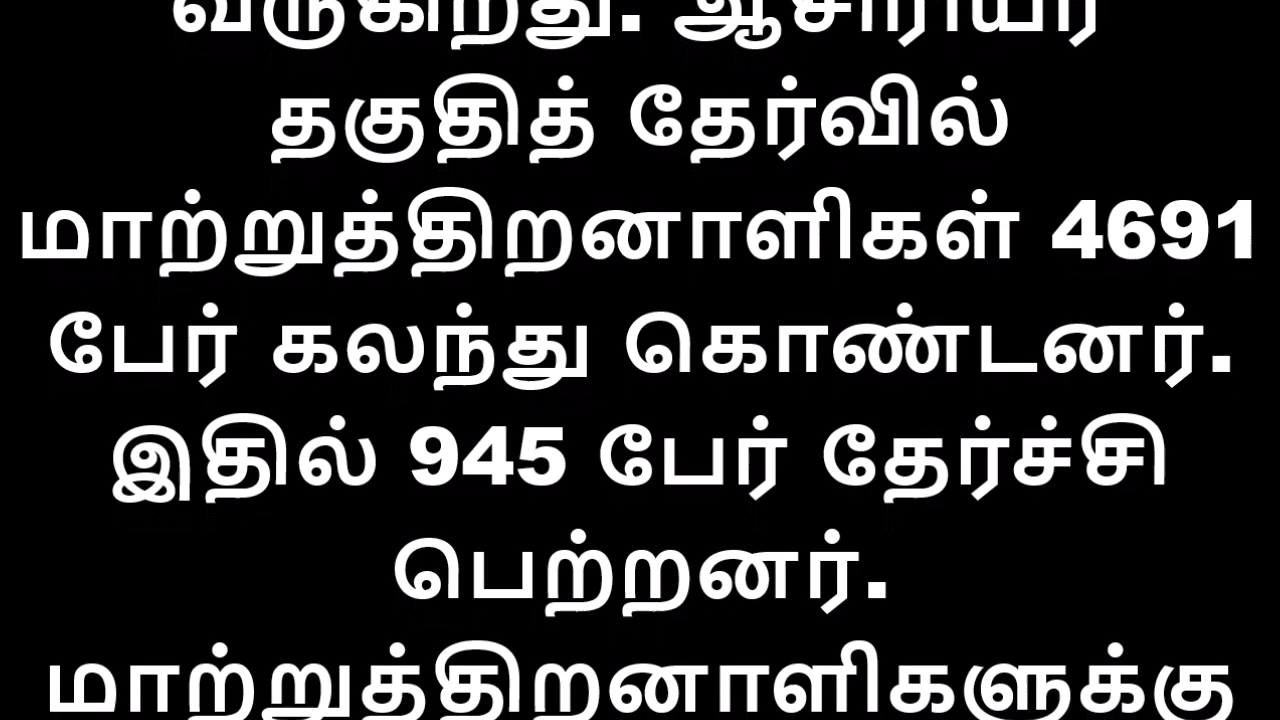 வருகிறது. ஆசிரியர்
தகுதித் தேர்வில்
மாற்றுத்திறனாளிகள் 4691
பேர் கலந்து கொண்டனர்.
இதில் 945 பேர் தேர்ச்சி
பெற்றனர்.
மாற்றுத்திறனாளிகளுக்கு